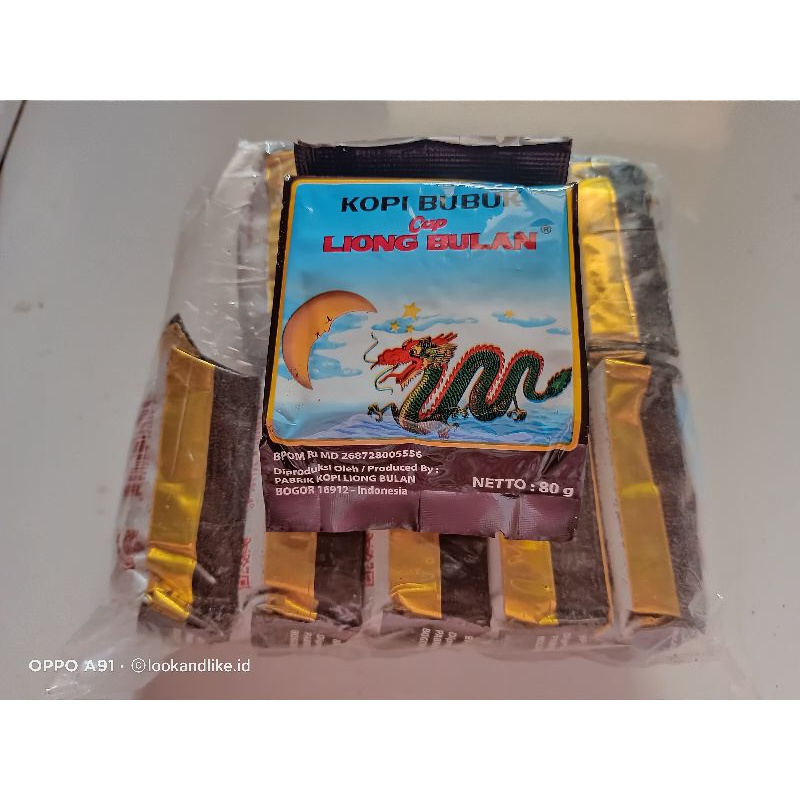 KOPI BUBUK
Cap
LIONG BULAN®
BPOM RI MD 268728005556
Diproduksi Oleh / Produced By :
PABRIK KOPI LIONG BULAN
BOGOR 16912 - Indonesia
NETTO : 80 g
OPPO A91 · ©lookandlike.id